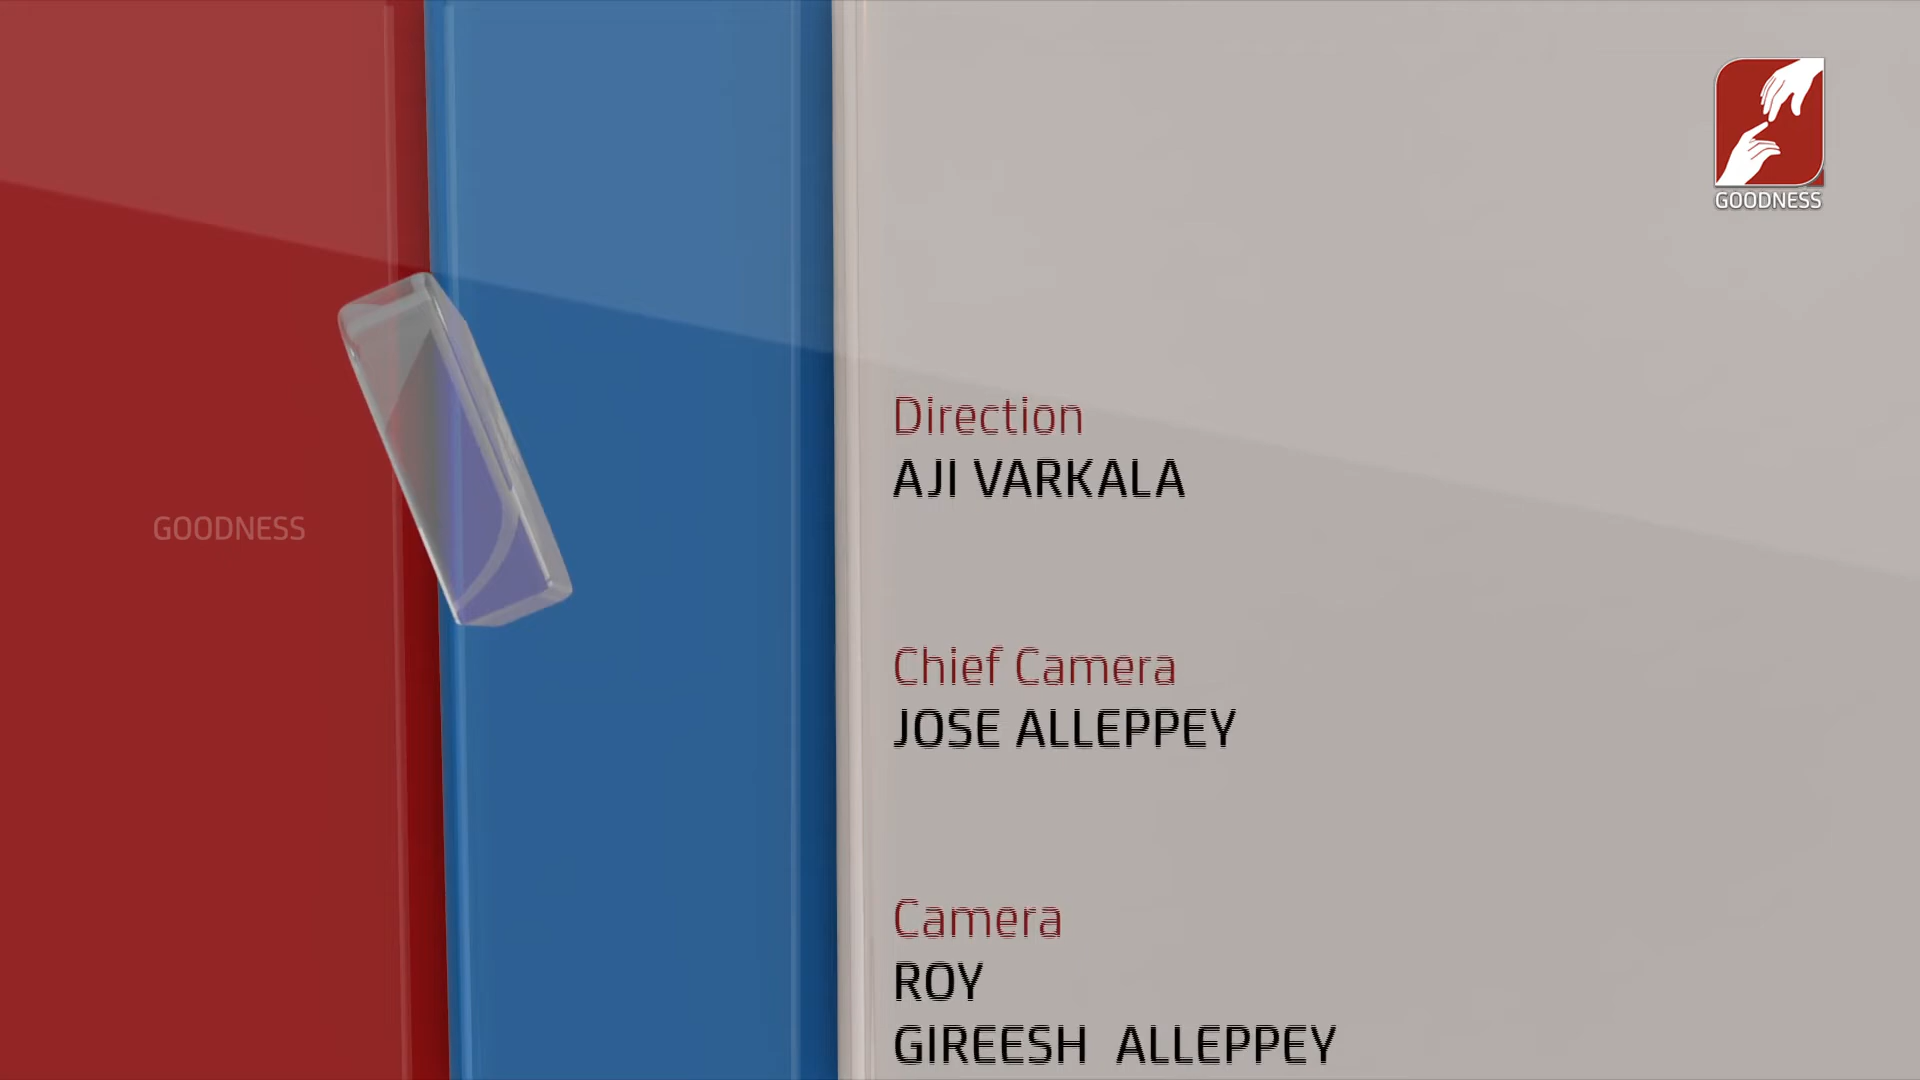 GOODNESS
Direction
AJI VARKALA
GOODNESS
Chief Camera
JOSE ALLEPPEY
Camera
ROY
GIREESH ALLEPPEY